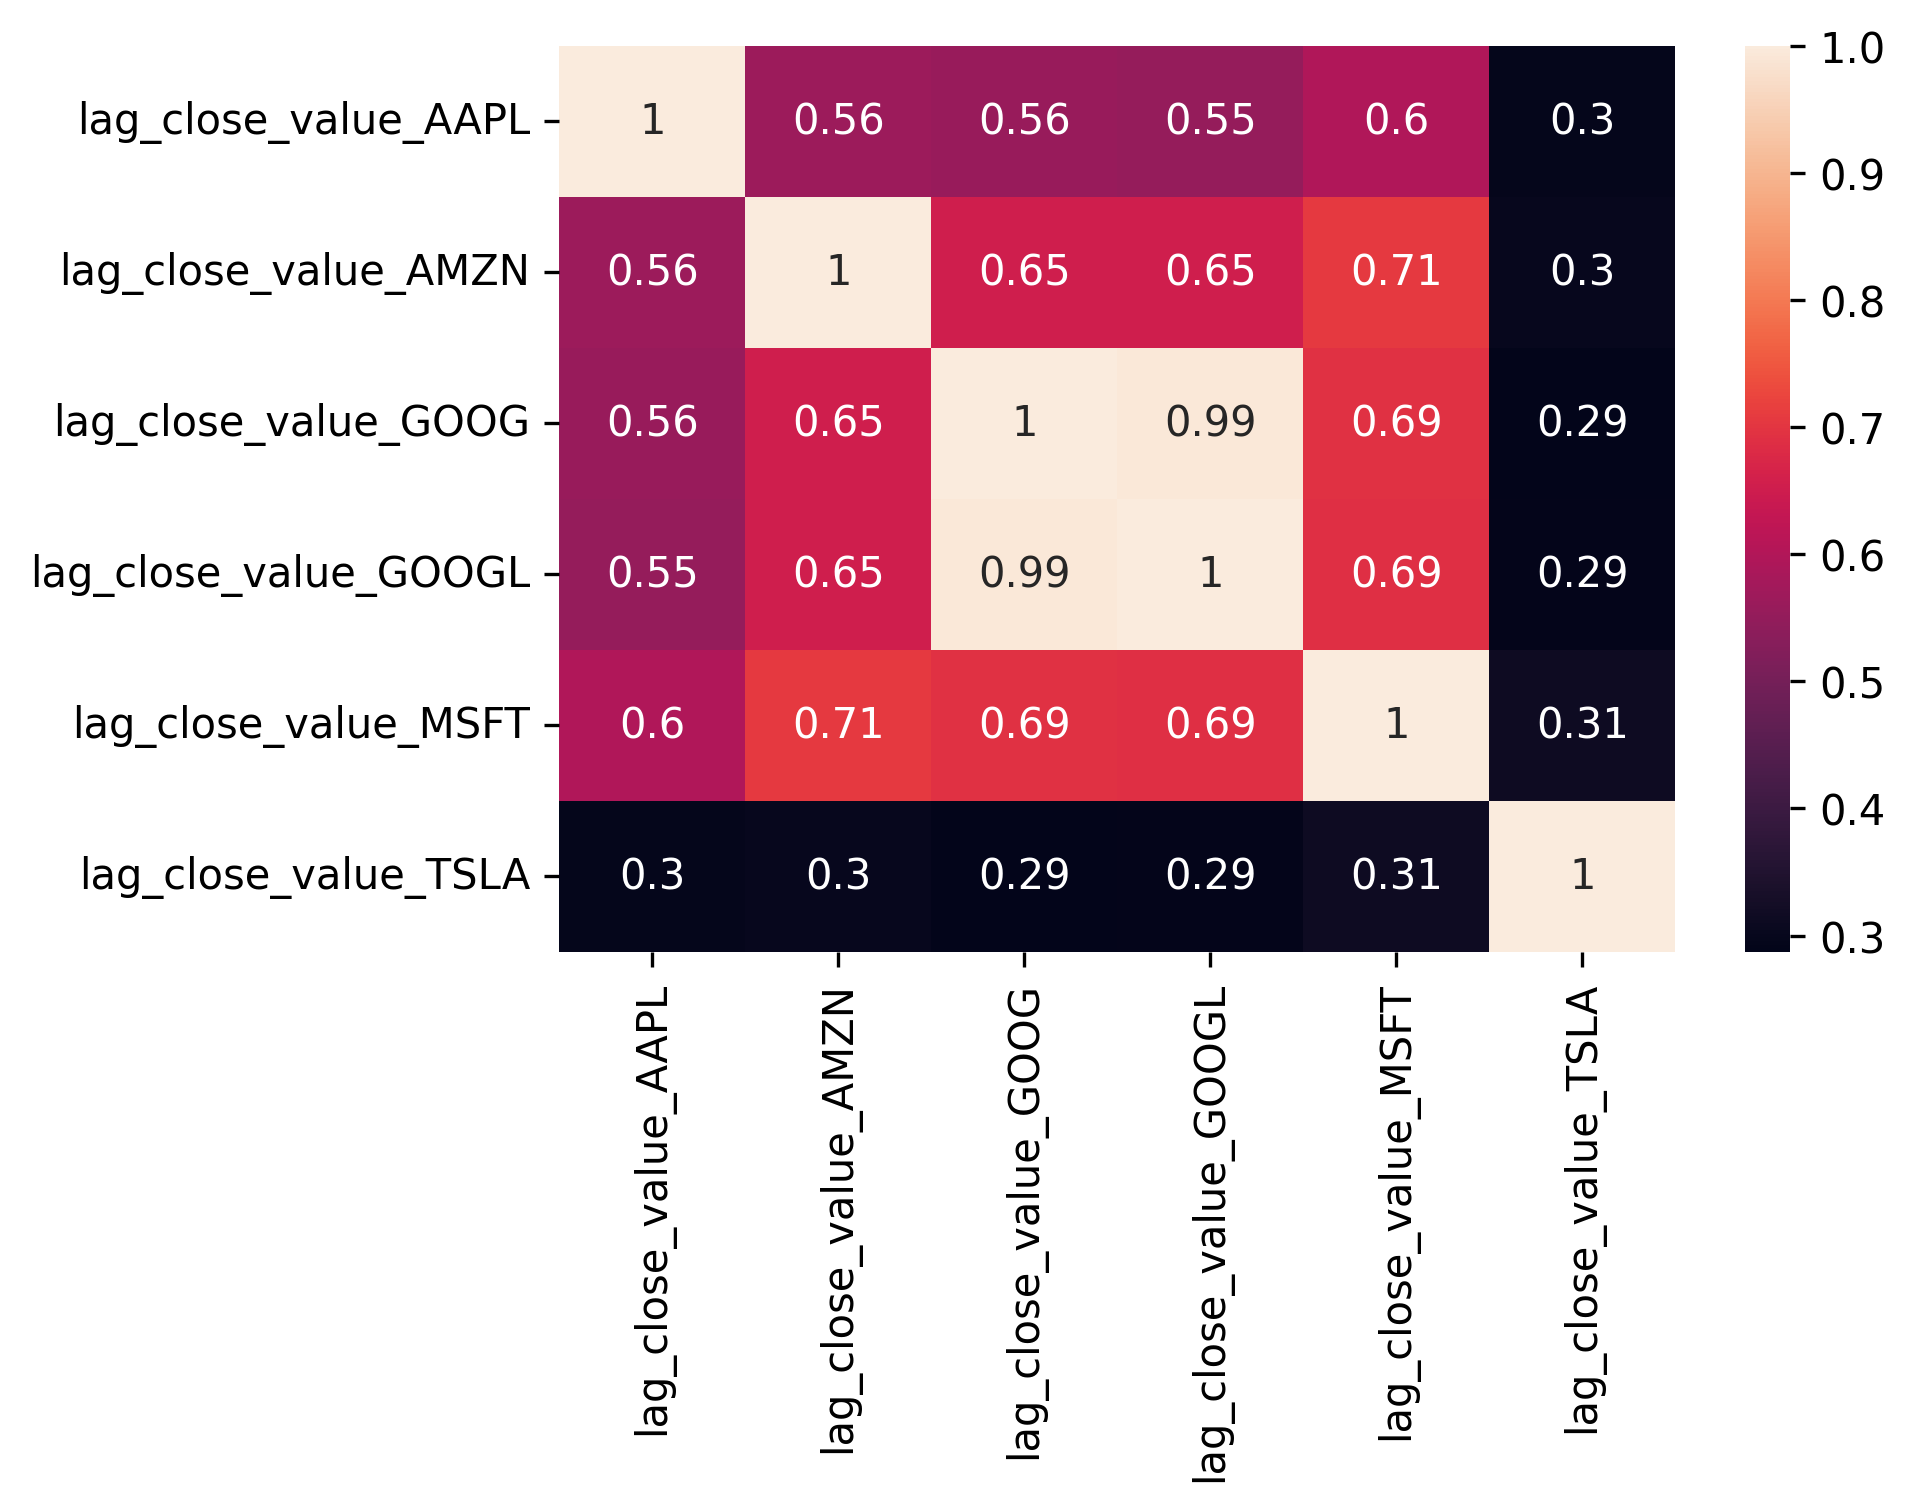 lag_close_value_AAPL 1 0.56 0.56 0.55 0.6 0.3
lag_close_value_AMZN 0.56 1 0.65 0.65 0.71 0.3
lag_close_value_GOOG 0.56 0.65 1 0.99 0.69 0.29
lag_close_value_GOOGL 0.55 0.65 0.99 1 0.69 0.29
lag_close_value_MSFT 0.6 0.71 0.69 0.69 1 0.31
lag_close_value_TSLA 0.3 0.3 0.29 0.29 0.31 1
lag_close_value_AAPL
lag_close_value_AMZN
lag_close_value_GOOG
lag_close_value_GOOGL
lag_close_value_MSFT
lag_close_value_TSLA
1.0
0.9
0.8
0.7
0.6
0.5
0.4
0.3